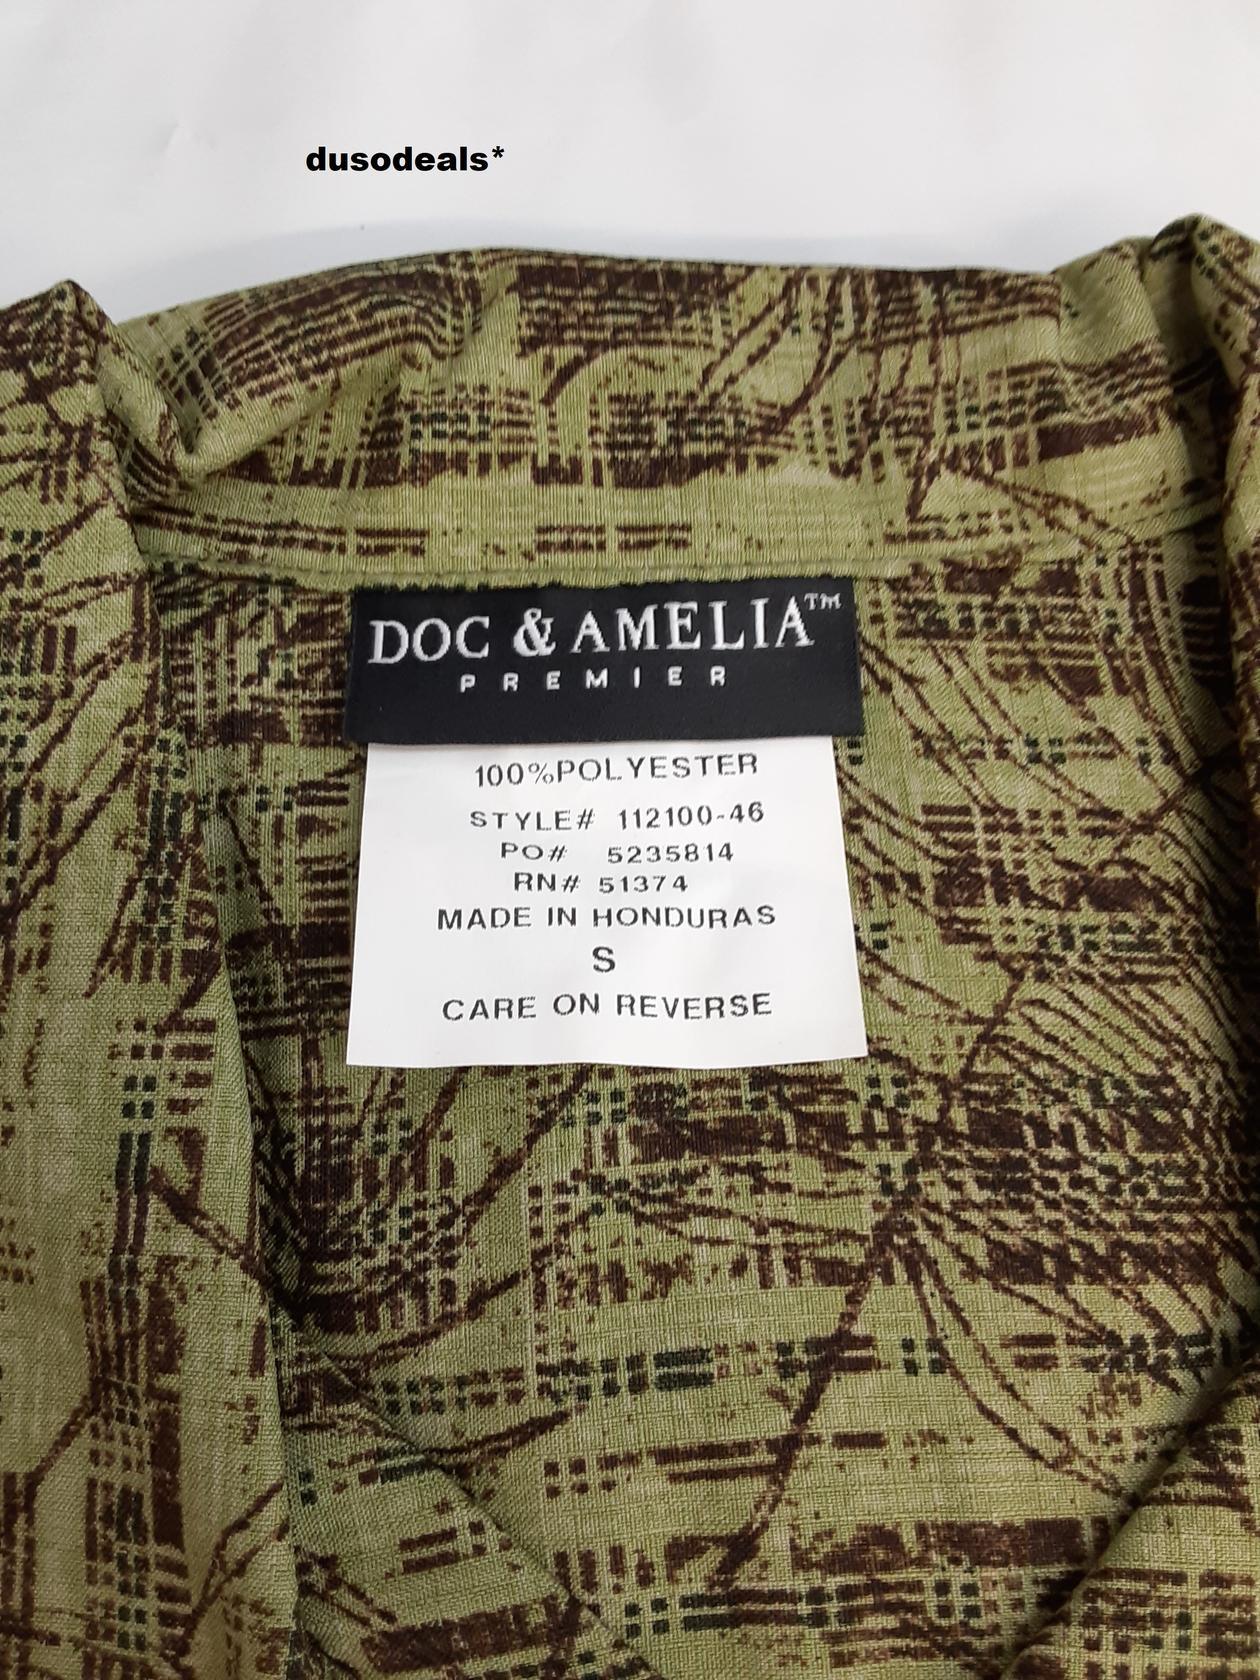 dusodeals*
DOC & AMELIA™
PREMIER
100%POLYESTER
STYLE# 112100-46
PO# 5235814
RN# 51374
MADE IN HONDURAS
S
CARE ON REVERSE